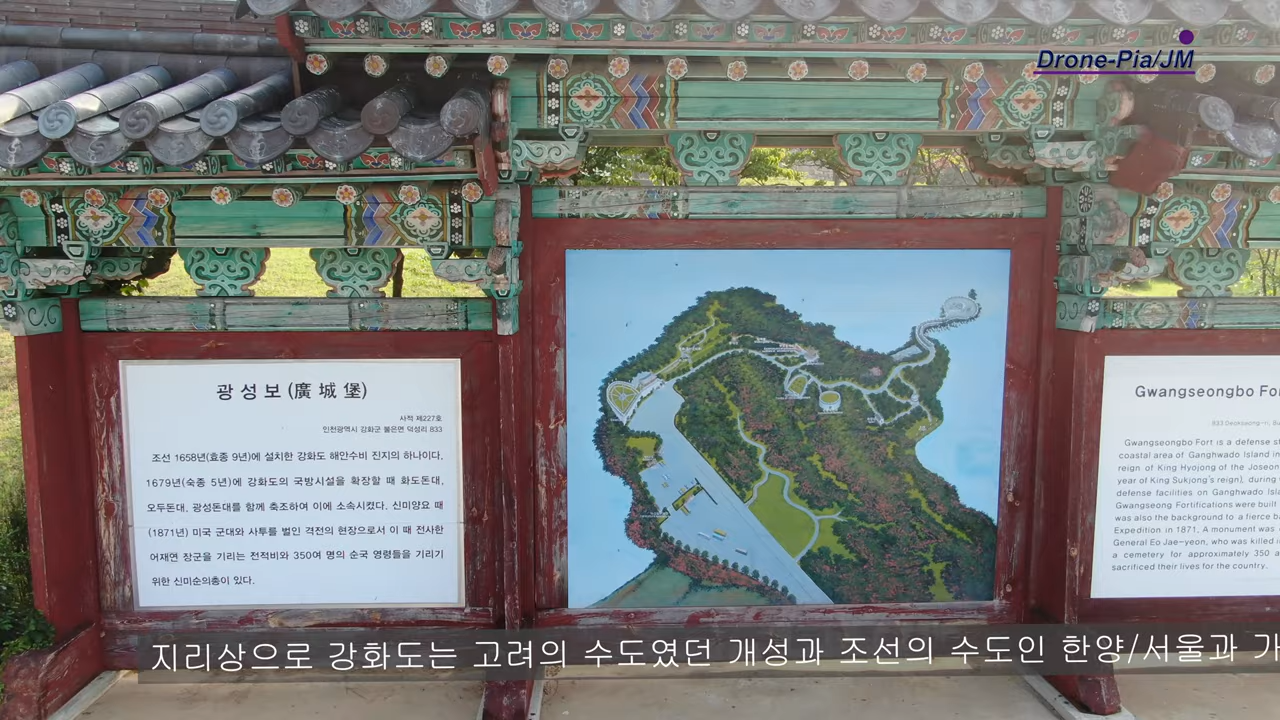 Drone-Pia/JM
광성보 (廣城堡)
사적 제227호
인천광역시 강화군 불은면 덕성리 833
조선 1658년(효종 9년)에 설치한 강화도 해안수비 진지의 하나이다.
1679년(숙종 5년)에 강화도의 국방시설을 확장할 때 화도돈대,
오두돈대, 광성돈대를 함께 축조하여 이에 소속시켰다. 신미양요 때
(1871년) 미국 군대와 사투를 벌인 격전의 현장으로서 이 때 전사한
어재연 장군을 기리는 전적비와 350여 명의 순국 영령들을 기리기
위한 신미순의총이 있다.
Gwangseongbo
833 Deokseong-ri,
Gwangseongbo Fort is a defense
coastal area of Ganghwado Island in
reign of King Hyojong of the Joseon
year of King Sukjong's reign), during
defense facilities on Ganghwado
Gwangseong Fortifications were built
was also the background to a fierce
Expedition in 1871. A monument was
General Eo Jae-yeon, who was killed
a cemetery for approximately 350
sacrificed their lives for the country.
지리상으로 강화도는 고려의 수도였던 개성과 조선의 수도인 한양/서울과